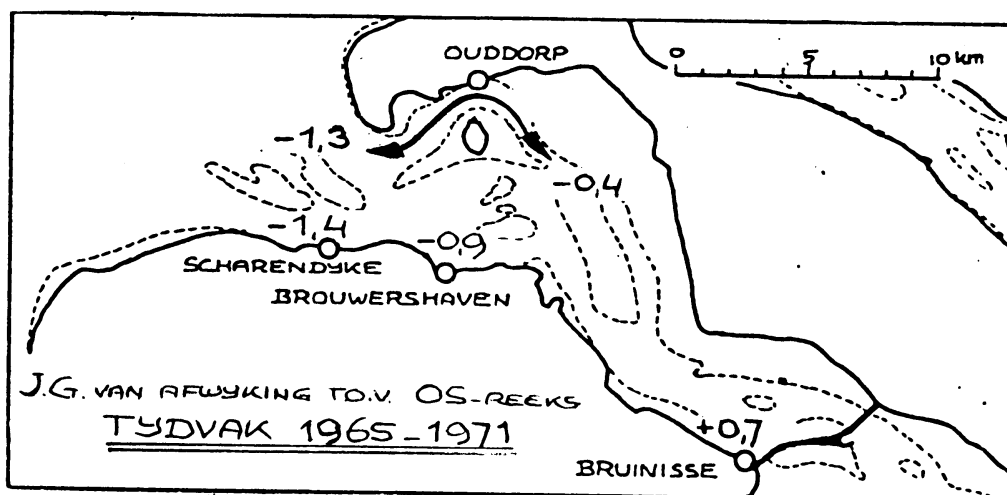 OUDDORP
0 5 10 km
-1,3
-0,4
-1,4
-0,9
SCHARENDYKE
BROUWERSHAVEN
J.G. VAN AFWYKING T.O.V. OS-REEKS
TYDVAK 1965-1971
+0,7
BRUINISSE